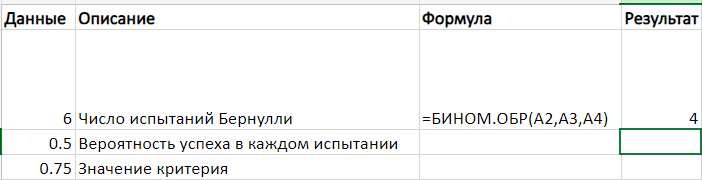 Данные Описание Формула Результат
6 Число испытаний Бернулли =БИНОМ.ОБР(A2,A3,A4) 4
0.5 Вероятность успеха в каждом испытании
0.75 Значение критерия